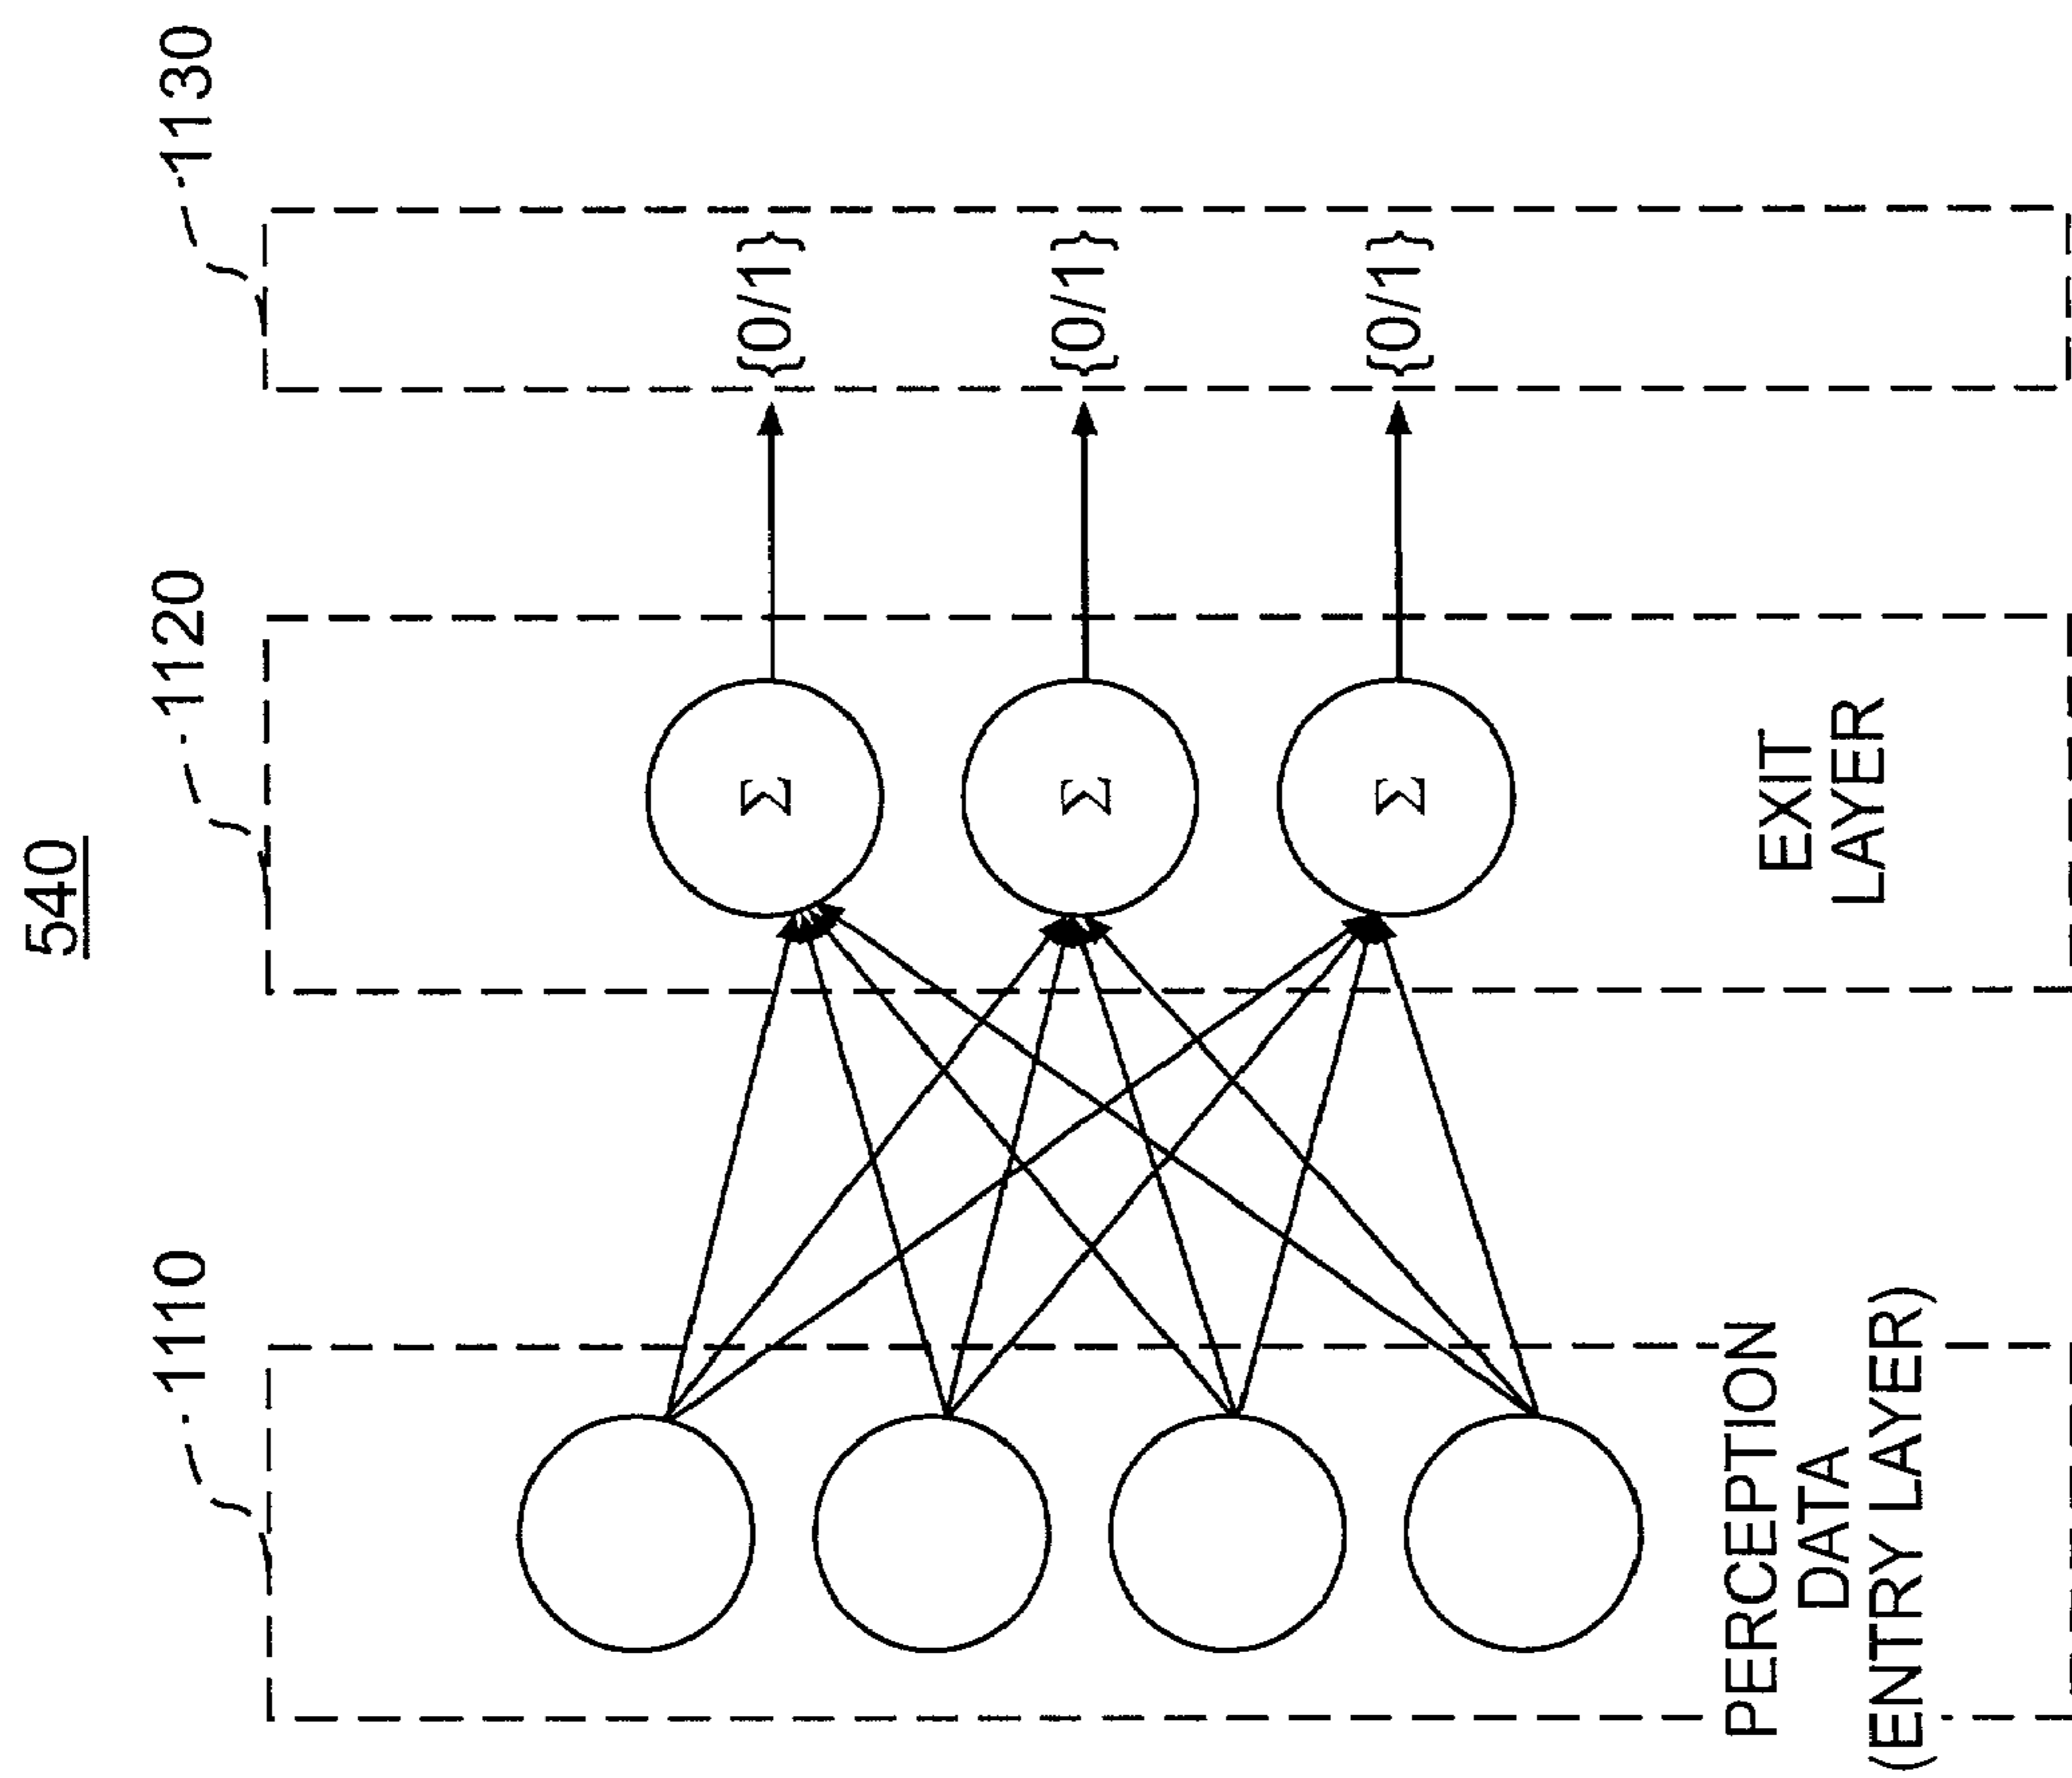 540
1110
1120
1130
Σ
Σ
Σ
{0/1}
{0/1}
{0/1}
PERCEPTION
DATA
(ENTRY LAYER)
EXIT
LAYER